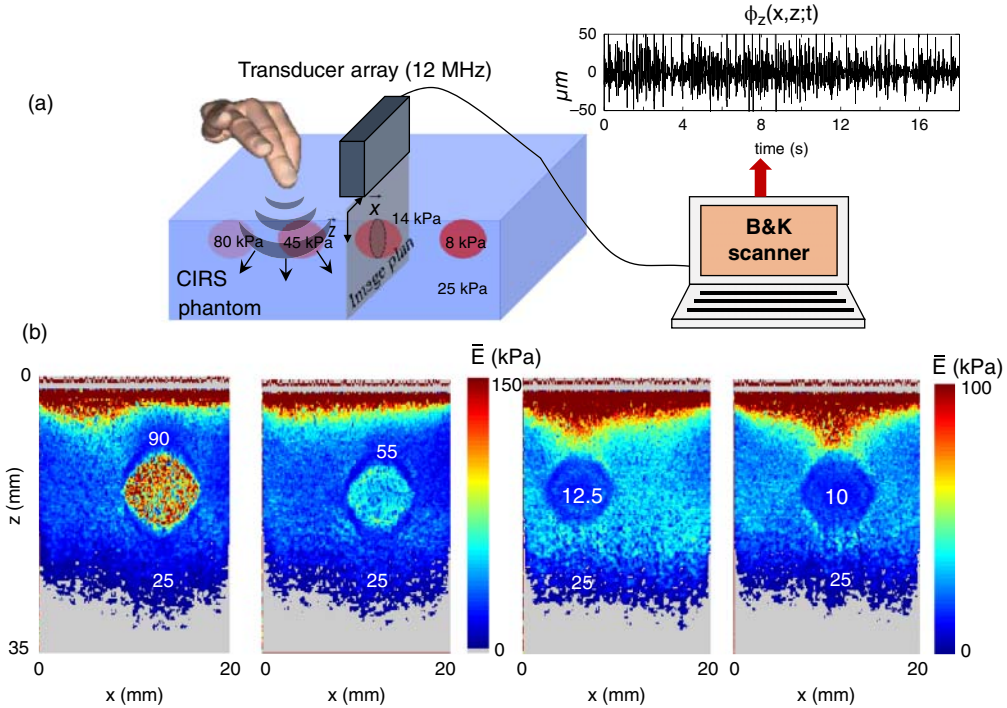 ϕz(x,z;t)
50
0
−50
μm
0 4 8 12 16
time (s)
Transducer array (12 MHz)
(a)
B&K
scanner
x
z
14 kPa
80 kPa
45 kPa
8 kPa
25 kPa
Image plan
CIRS
phantom
(b)
E̅ (kPa)
E̅ (kPa)
0
150
100
90
55
12.5
10
z (mm)
25
25
25
25
35
0
0
0 20
0 20
0 20
0 20
x (mm)
x (mm)
x (mm)
x (mm)